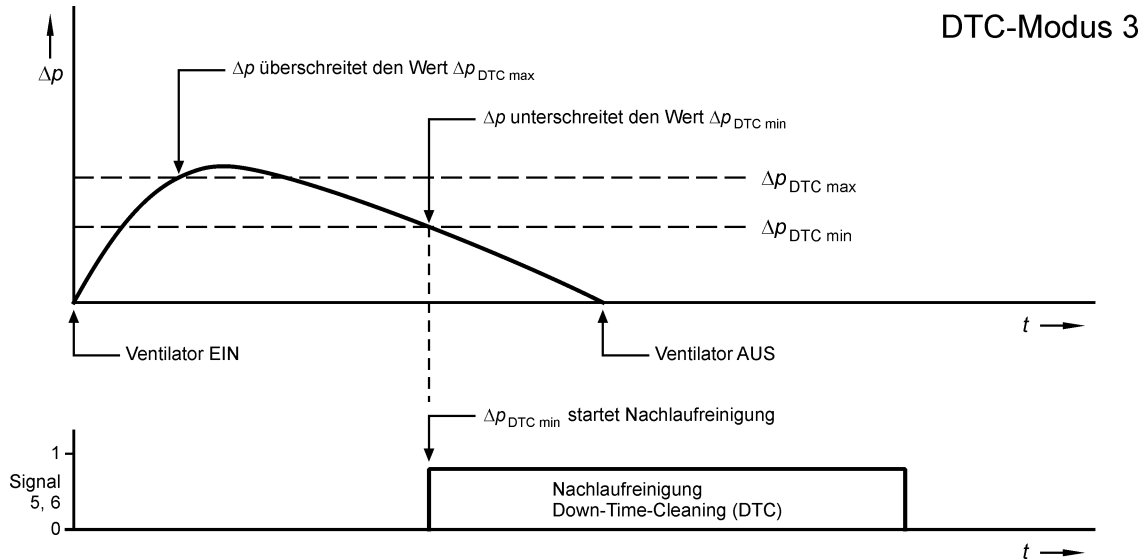 DTC-Modus 3
Δp
Δp überschreitet den Wert Δp DTC max
Δp unterschreitet den Wert Δp DTC min
Δp DTC max
Δp DTC min
t
Ventilator EIN
Ventilator AUS
Δp DTC min startet Nachlaufreinigung
1
Signal
5, 6
0
Nachlaufreinigung
Down-Time-Cleaning (DTC)
t